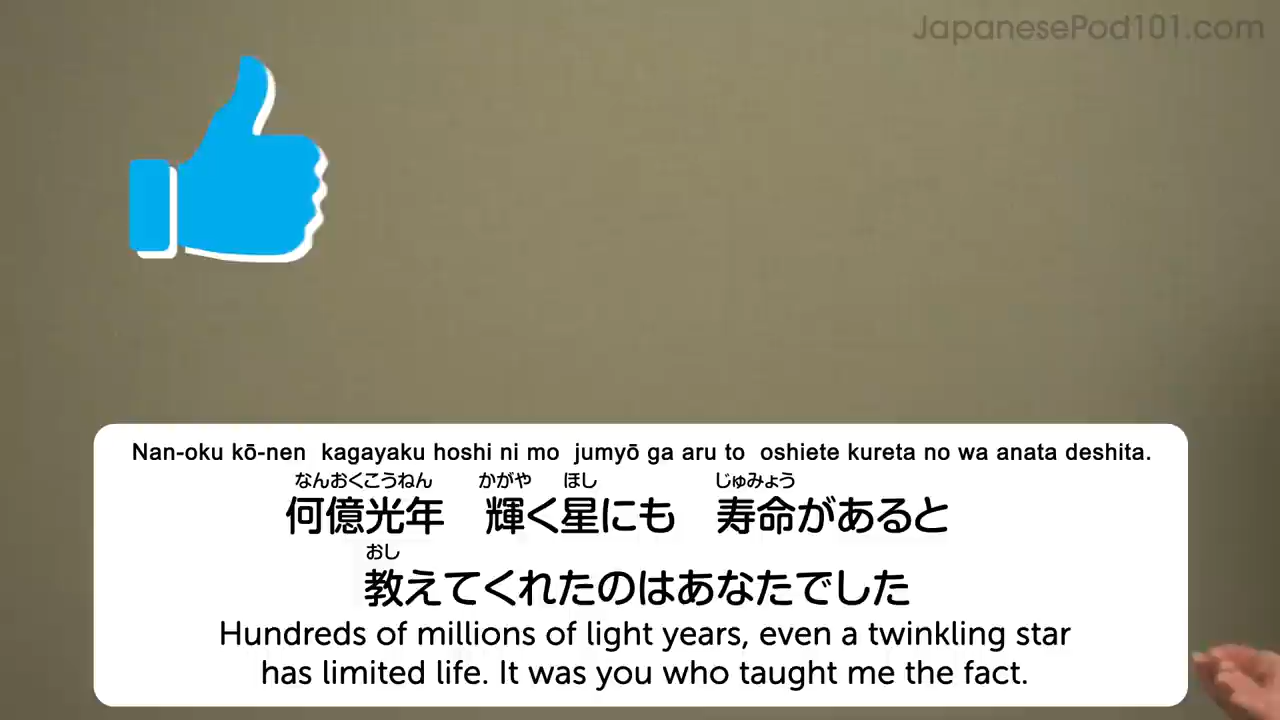 JapanesePod101.com
Nan-oku kō-nen kagayaku hoshi ni mo jumyō ga aru to oshiete kureta no wa anata deshita.
なんおくこうねん かがや ほし じゅみょう
何億光年 輝く星にも 寿命があると
おし
教えてくれたのはあなたでした
Hundreds of millions of light years, even a twinkling star
has limited life. It was you who taught me the fact.